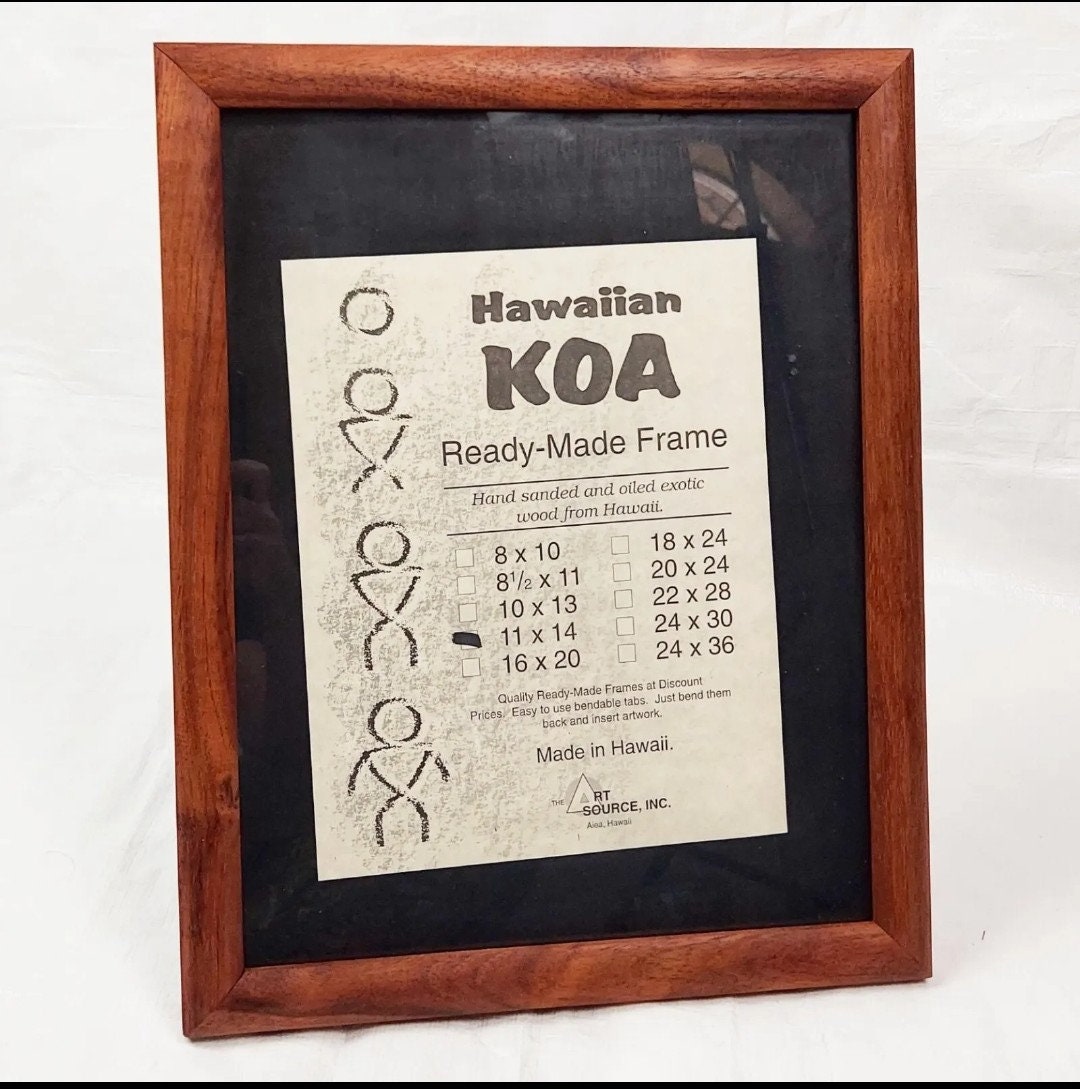 Hawaiian
KOA
Ready-Made Frame
Hand sanded and oiled exotic
wood from Hawaii.
8 x 10
8 1/2 x 11
10 x 13
11 x 14
16 x 20
18 x 24
20 x 24
22 x 28
24 x 30
24 x 36
Quality Ready-Made Frames at Discount
Prices. Easy to use bendable tabs. Just bend them
back and insert artwork.
Made in Hawaii.
THE ART
SOURCE, INC.
Aiea, Hawaii